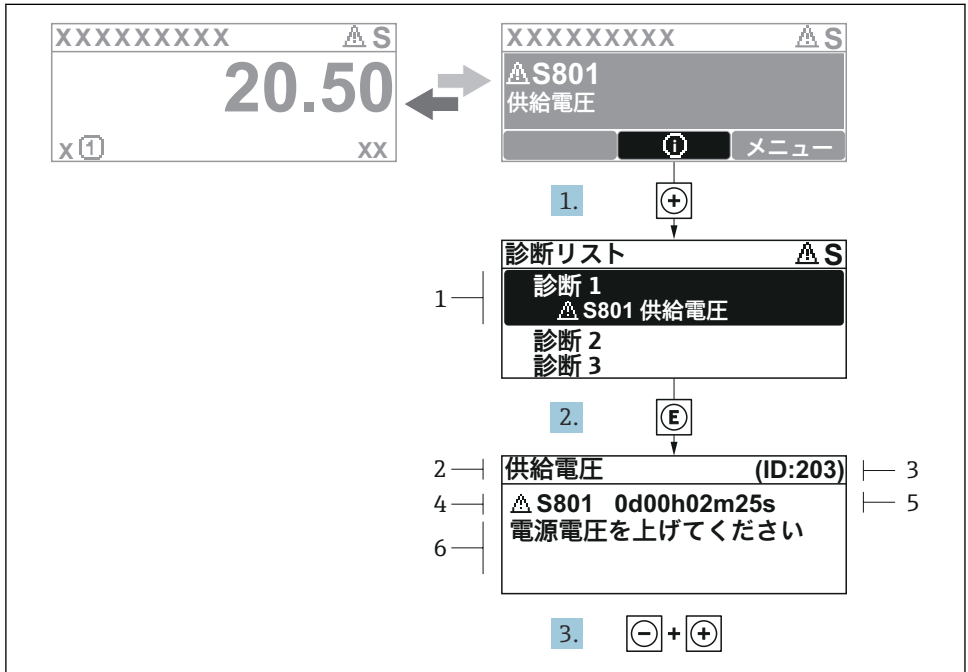 XXXXXXXXX ⚠ S
20.50
X ① XX
XXXXXXXXX ⚠ S
⚠ S801
供給電圧
ⓘ メニュー
1. ⊕
診断リスト ⚠ S
1
診断 1
⚠ S801 供給電圧
診断 2
診断 3
2. Ⓔ
2 供給電圧 (ID:203) 3
4 ⚠ S801 0d00h02m25s 5
6 電源電圧を上げてください
3. ⊖ + ⊕